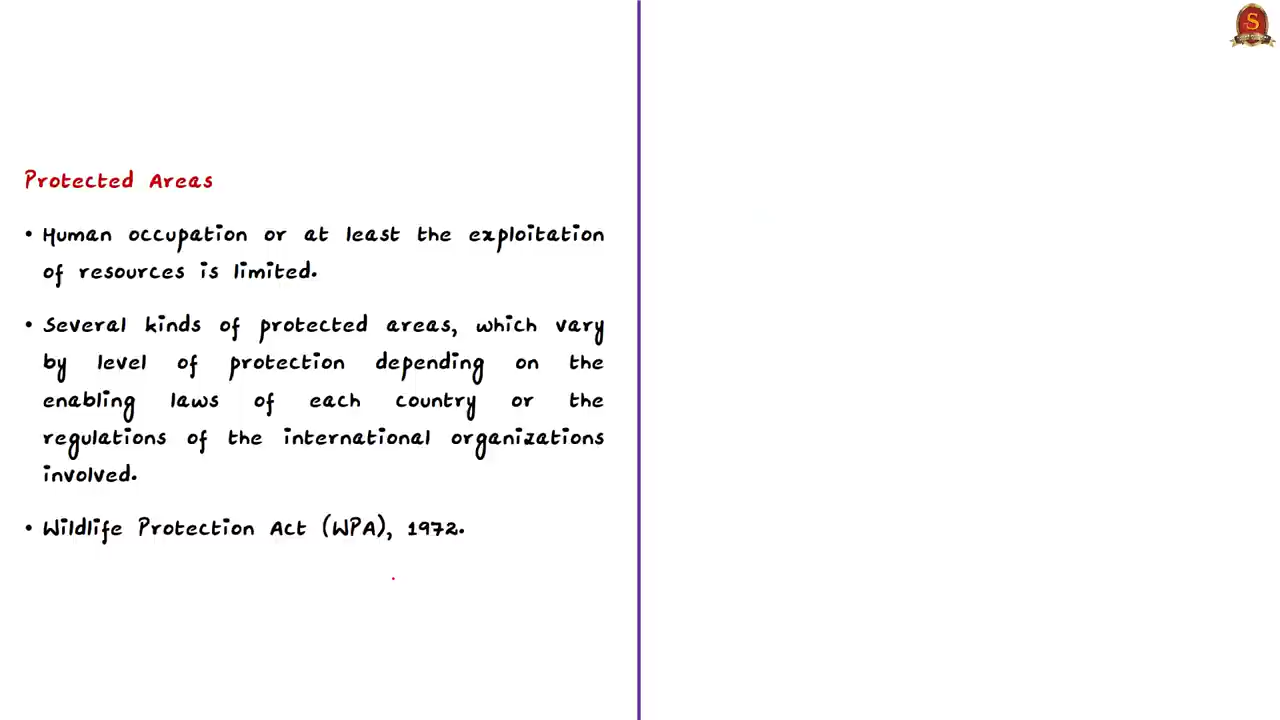 Protected Areas
• Human occupation or at least the exploitation
of resources is limited.
• Several kinds of protected areas, which vary
by level of protection depending on the
enabling laws of each country or the
regulations of the international organizations
involved.
• Wildlife Protection Act (WPA), 1972.
S